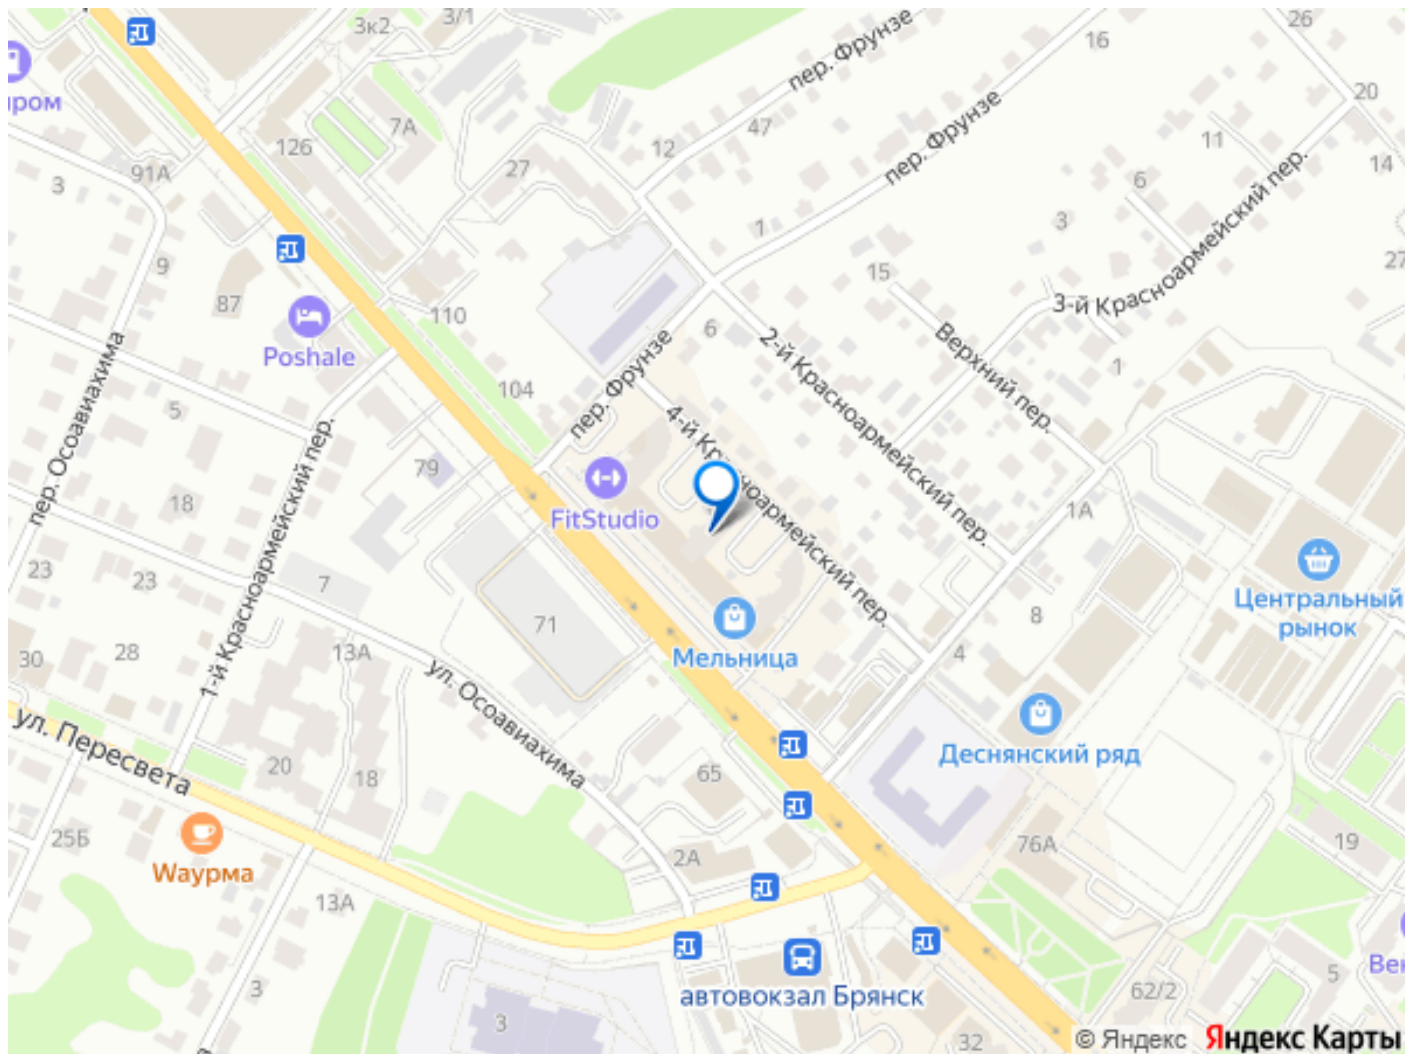 3к2
3/1
26
16
пер. Фрунзе
пром
126
7А
47
12
20
11
пер. Фрунзе
27
14
91А
3
6
3-й Красноармейский пер.
1
3
9
15
27
87
110
6
Poshale
пер. Фрунзе
2-й Красноармейский пер.
Верхний пер.
1
104
пер. Осоавиахима
5
4-й Красноармейский пер.
79
18
FitStudio
1А
1-й Красноармейский пер.
23
23
7
Центральный
рынок
8
71
13А
28
30
Мельница
4
ул. Осоавиахима
ул. Пересвета
Деснянский ряд
20
18
65
25Б
Waурма
2А
76А
19
13А
3
автовокзал Брянск
Вен
5
62/2
3
32
© Яндекс
Яндекс Карты